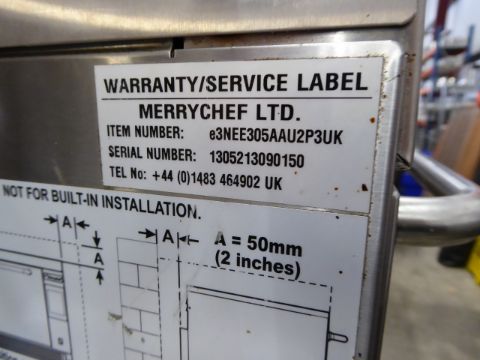 WARRANTY/SERVICE LABEL
MERRYCHEF LTD.
ITEM NUMBER: e3NEE305AAU2P3UK
SERIAL NUMBER: 1305213090150
TEL No: +44 (0)1483 464902 UK
NOT FOR BUILT-IN INSTALLATION.
A
A
A
A = 50mm
(2 inches)